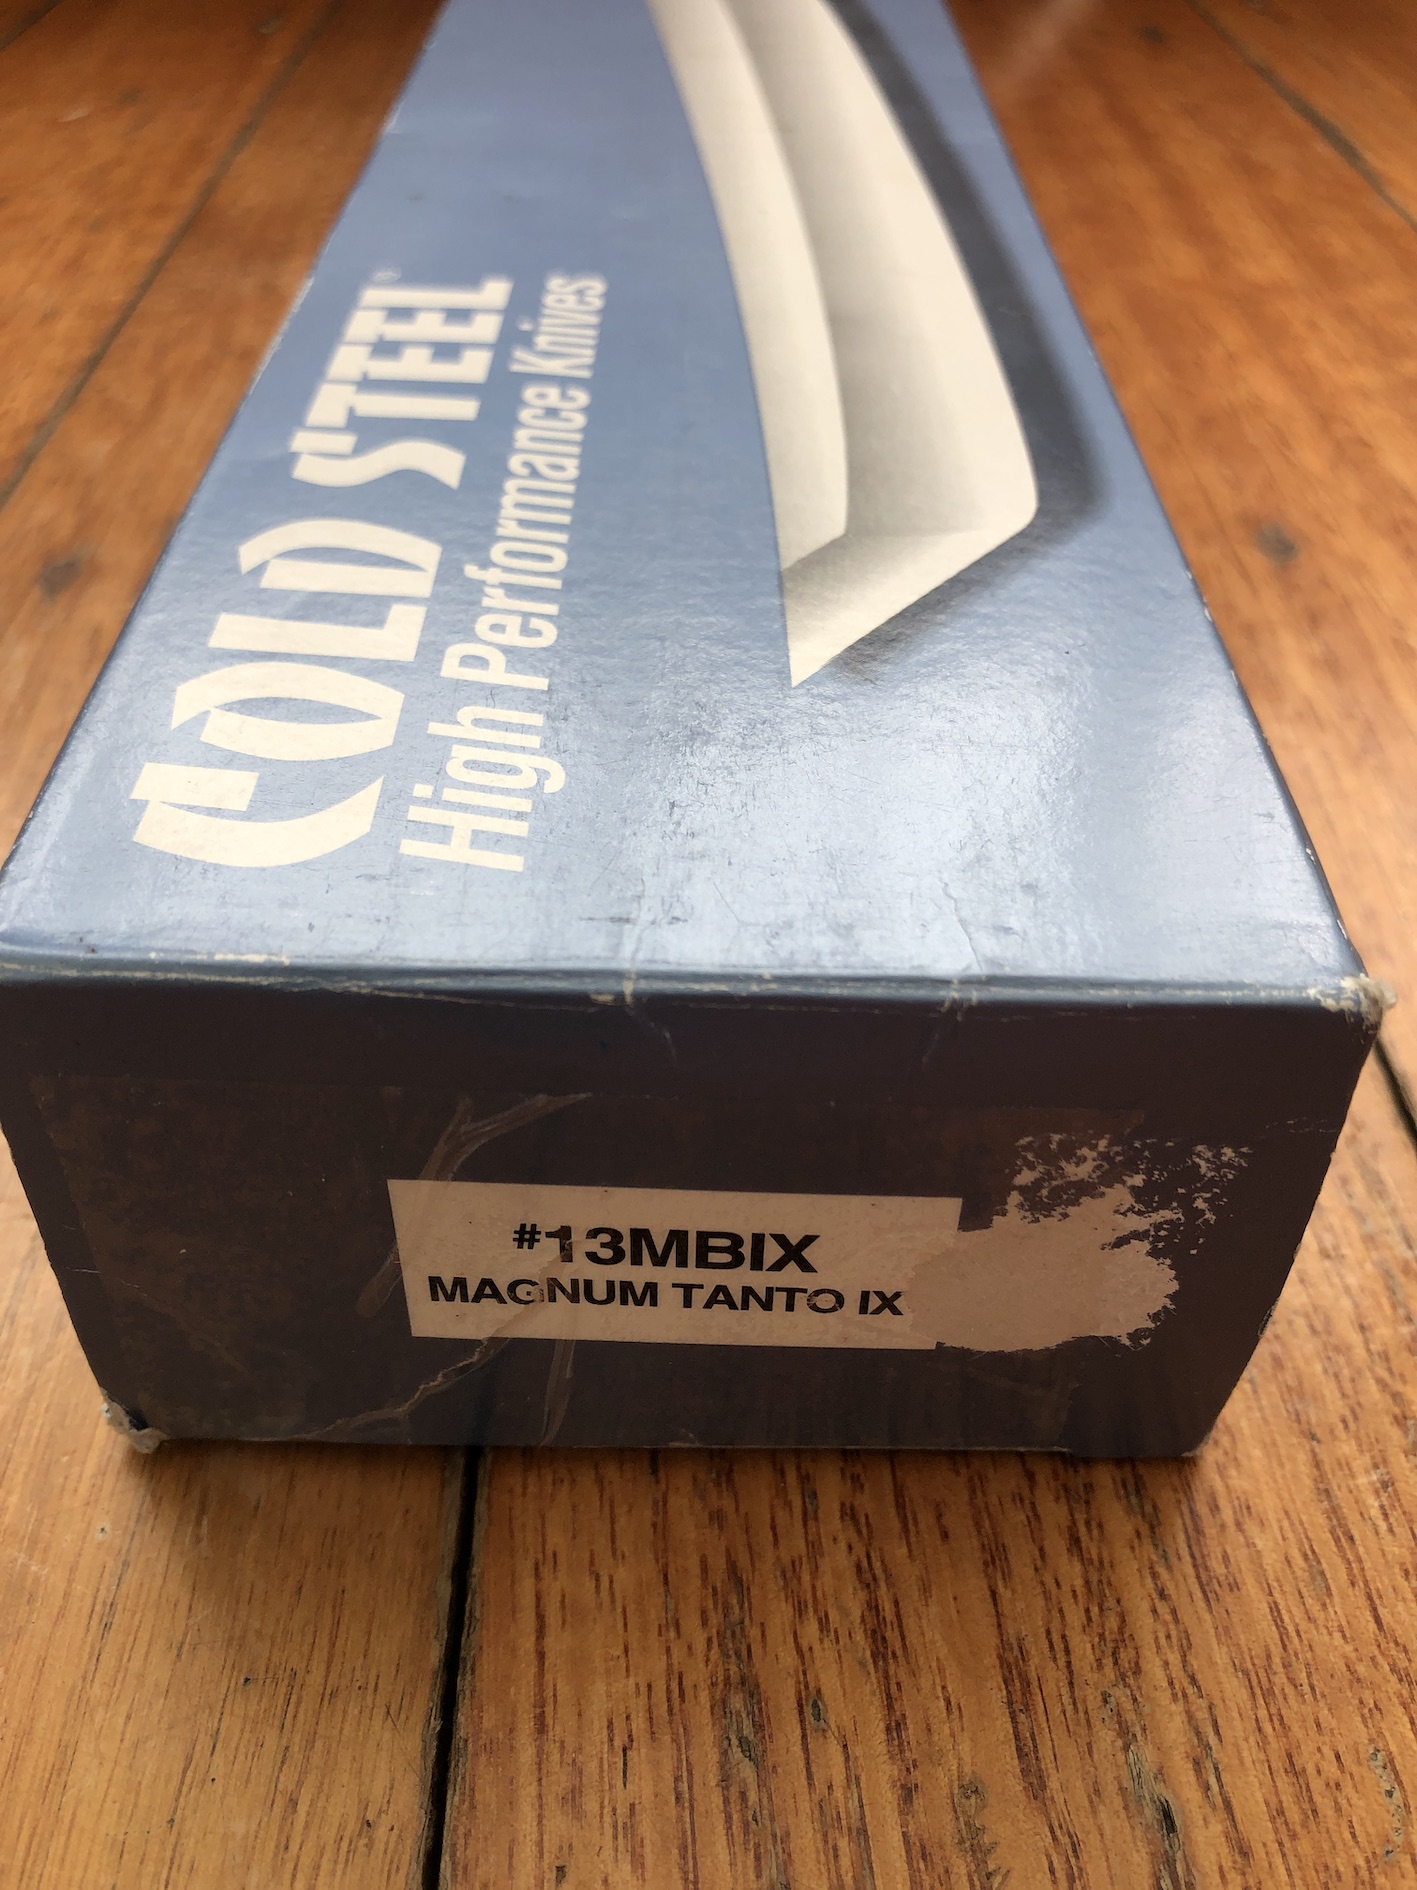 COLD STEEL®
High Performance Knives
#13MBIX
MAGNUM TANTO IX